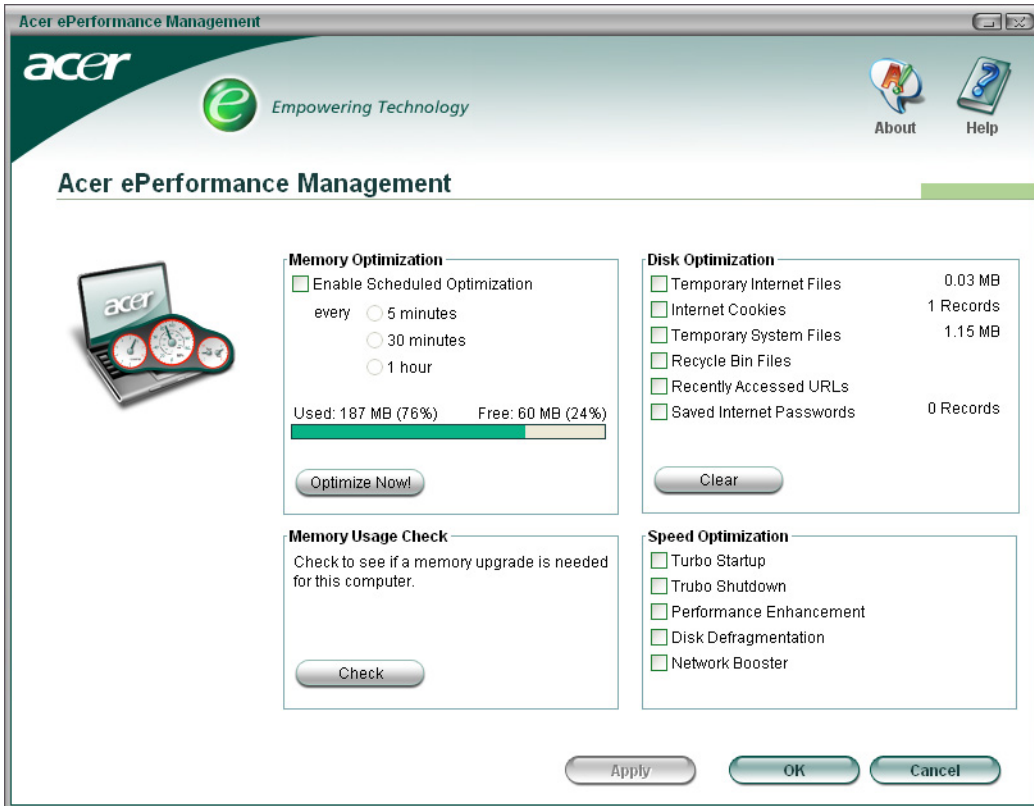 Acer ePerformance Management
acer
Empowering Technology
About
Help
Acer ePerformance Management
acer
Memory Optimization
Enable Scheduled Optimization
every
5 minutes
30 minutes
1 hour
Used: 187 MB (76%) Free: 60 MB (24%)
Optimize Now!
Disk Optimization
Temporary Internet Files 0.03 MB
Internet Cookies 1 Records
Temporary System Files 1.15 MB
Recycle Bin Files
Recently Accessed URLs
Saved Internet Passwords 0 Records
Clear
Memory Usage Check
Check to see if a memory upgrade is needed
for this computer.
Check
Speed Optimization
Turbo Startup
Trubo Shutdown
Performance Enhancement
Disk Defragmentation
Network Booster
Apply
OK
Cancel